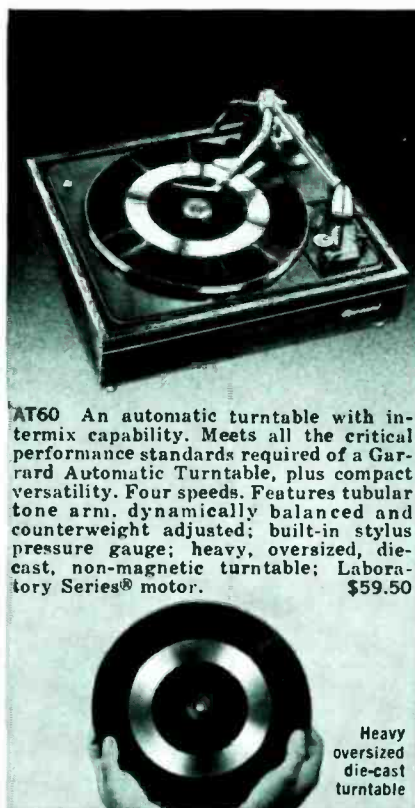 AT60 An automatic turntable with in-
termix capability. Meets all the critical
performance standards required of a Gar-
rard Automatic Turntable, plus compact
versatility. Four speeds. Features tubular
tone arm, dynamically balanced and
counterweight adjusted; built-in stylus
pressure gauge; heavy, oversized, die-
cast, non-magnetic turntable; Labora-
tory Series® motor. $59.50
Heavy
oversized
die-cast
turntable